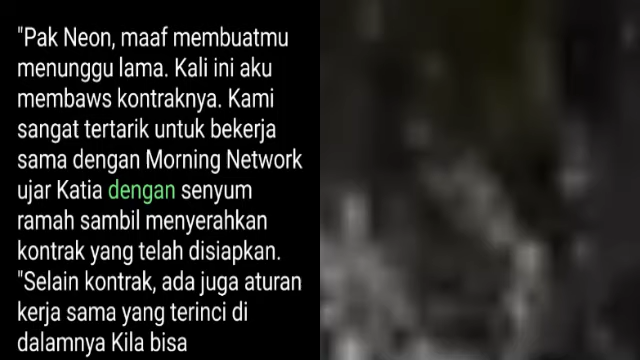 "Pak Neon, maaf membuatmu
menunggu lama. Kali ini aku
membaws kontraknya. Kami
sangat tertarik untuk bekerja
sama dengan Morning Network
ujar Katia dengan senyum
ramah sambil menyerahkan
kontrak yang telah disiapkan.
"Selain kontrak, ada juga aturan
kerja sama yang terinci di
dalamnya Kila bisa